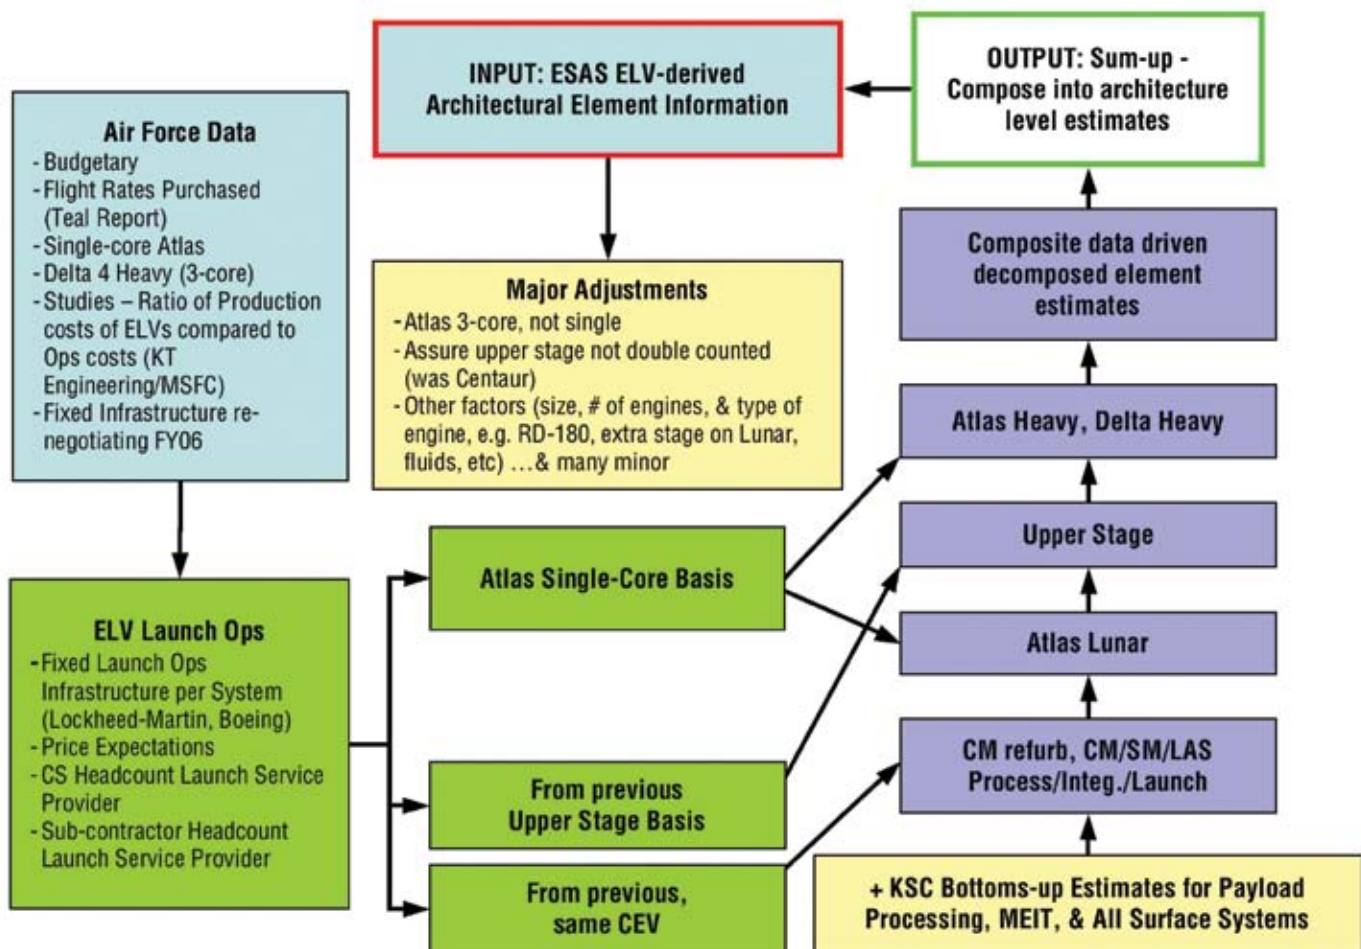 Air Force Data
- Budgetary
- Flight Rates Purchased
(Teal Report)
- Single-core Atlas
- Delta 4 Heavy (3-core)
- Studies – Ratio of Production
costs of ELVs compared to
Ops costs (KT
Engineering/MSFC)
- Fixed Infrastructure re-
negotiating FY06
INPUT: ESAS ELV-derived
Architectural Element Information
OUTPUT: Sum-up -
Compose into architecture
level estimates
Major Adjustments
- Atlas 3-core, not single
- Assure upper stage not double counted
(was Centaur)
- Other factors (size, # of engines, & type of
engine, e.g. RD-180, extra stage on Lunar,
fluids, etc) ...& many minor
Composite data driven
decomposed element
estimates
Atlas Heavy, Delta Heavy
Upper Stage
Atlas Lunar
CM refurb, CM/SM/LAS
Process/Integ./Launch
+ KSC Bottoms-up Estimates for Payload
Processing, MEIT, & All Surface Systems
ELV Launch Ops
- Fixed Launch Ops
Infrastructure per System
(Lockheed-Martin, Boeing)
- Price Expectations
- CS Headcount Launch Service
Provider
- Sub-contractor Headcount
Launch Service Provider
Atlas Single-Core Basis
From previous
Upper Stage Basis
From previous,
same CEV